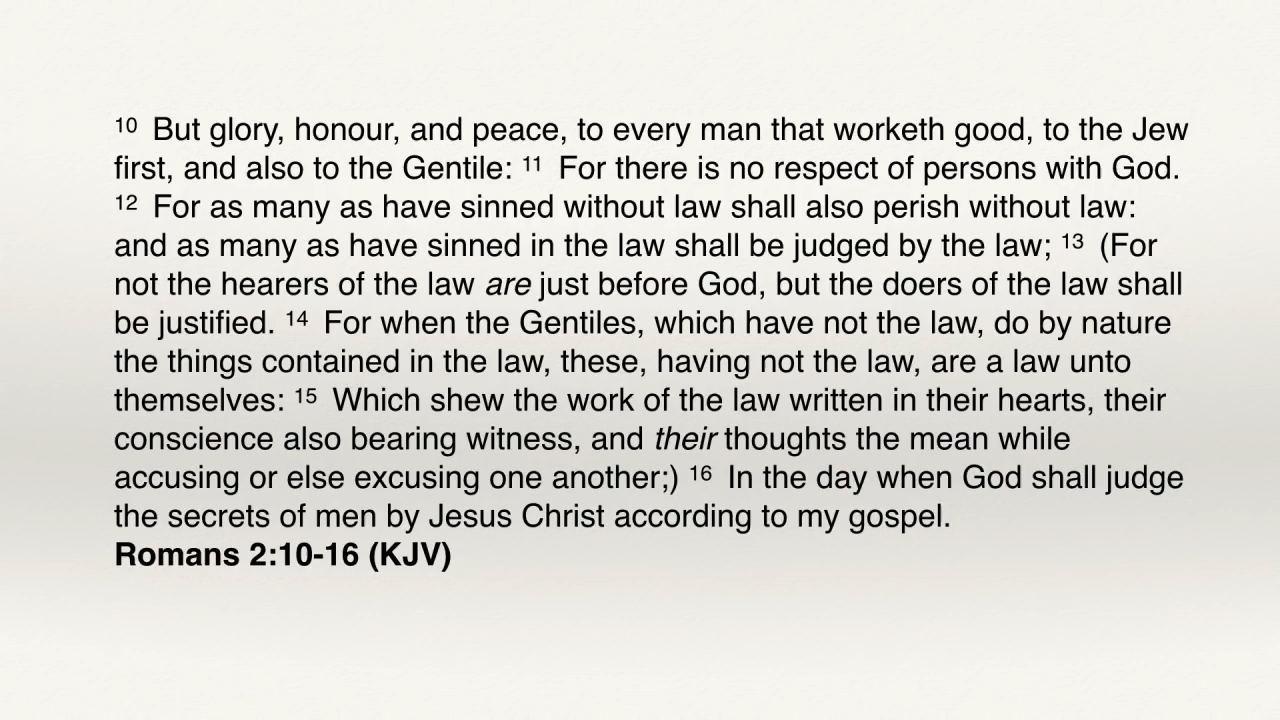 10 But glory, honour, and peace, to every man that worketh good, to the Jew
first, and also to the Gentile: 11 For there is no respect of persons with God.
12 For as many as have sinned without law shall also perish without law:
and as many as have sinned in the law shall be judged by the law; 13 (For
not the hearers of the law are just before God, but the doers of the law shall
be justified. 14 For when the Gentiles, which have not the law, do by nature
the things contained in the law, these, having not the law, are a law unto
themselves: 15 Which shew the work of the law written in their hearts, their
conscience also bearing witness, and their thoughts the mean while
accusing or else excusing one another;) 16 In the day when God shall judge
the secrets of men by Jesus Christ according to my gospel.
Romans 2:10-16 (KJV)